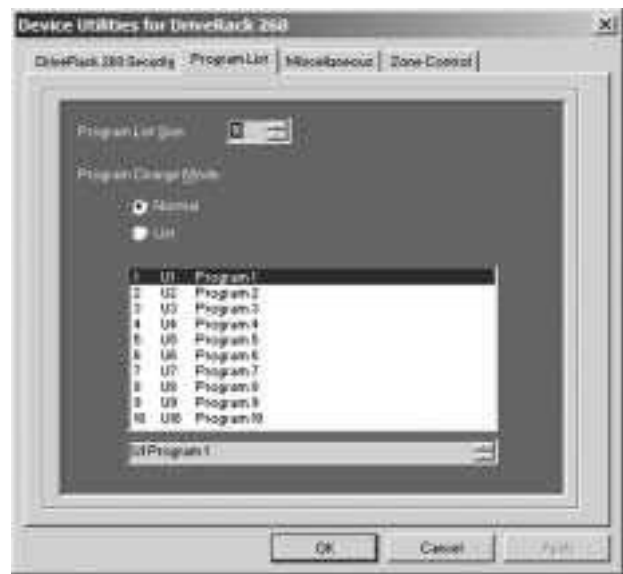 Device Utilities for DriveRack 260
DriveRack 260 Security Program List Miscellaneous Zone Control
Program List Size
Program Change Mode
Normal
List
1 U1 Program 1
2 U2 Program 2
3 U3 Program 3
4 U4 Program 4
5 U5 Program 5
6 U6 Program 6
7 U7 Program 7
8 U8 Program 8
9 U9 Program 9
10 U10 Program 10
U1 Program 1
OK Cancel Apply